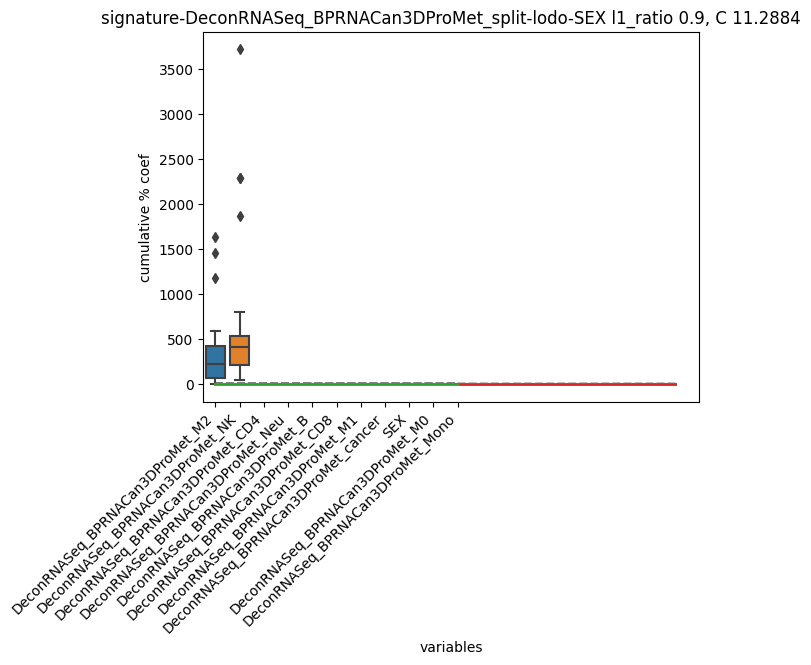 signature-DeconRNASeq_BPRNACan3DProMet_split-lodo-SEX l1_ratio 0.9, C 11.2884
cumulative % coef
3500
3000
2500
2000
1500
1000
500
0
DeconRNASeq_BPRNACan3DProMet_M2
DeconRNASeq_BPRNACan3DProMet_NK
DeconRNASeq_BPRNACan3DProMet_CD4
DeconRNASeq_BPRNACan3DProMet_Neu
DeconRNASeq_BPRNACan3DProMet_B
DeconRNASeq_BPRNACan3DProMet_CD8
DeconRNASeq_BPRNACan3DProMet_M1
DeconRNASeq_BPRNACan3DProMet_cancer
SEX
DeconRNASeq_BPRNACan3DProMet_M0
DeconRNASeq_BPRNACan3DProMet_Mono
variables